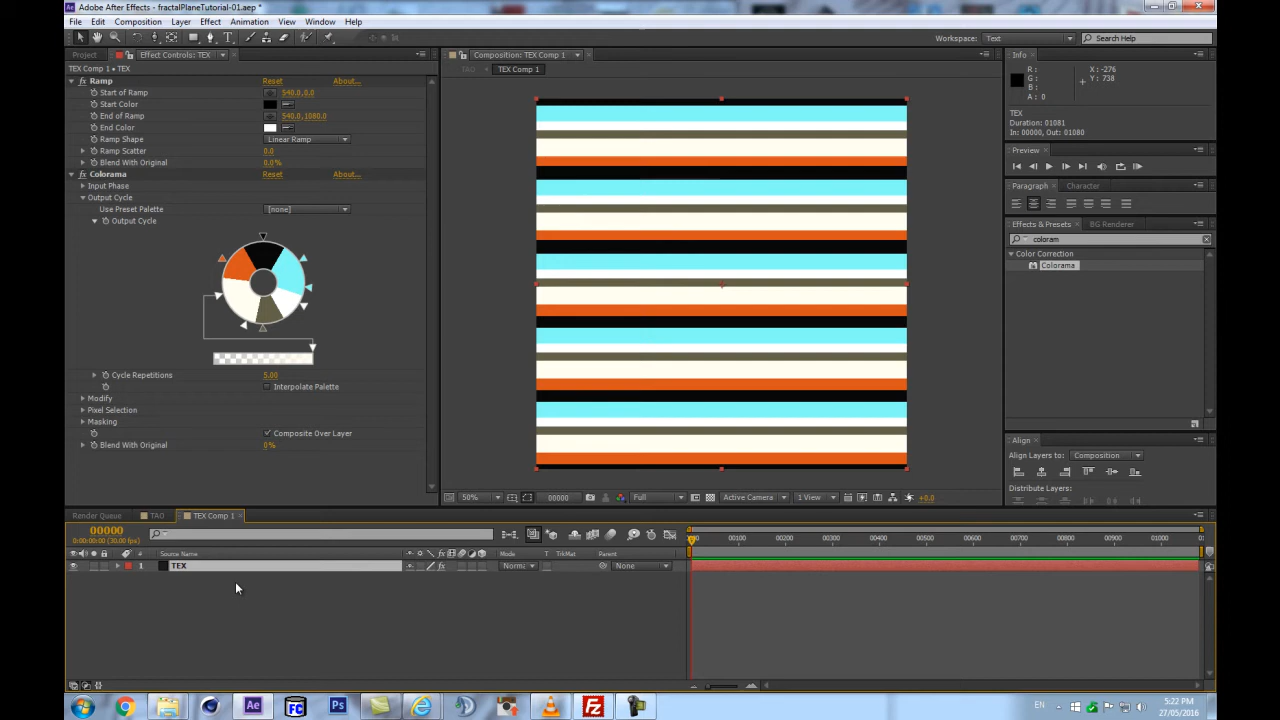 Adobe After Effects - fractalPlaneTutorial-01.aep *
File Edit Composition Layer Effect Animation View Window Help
Workspace: Text Search Help
Project Effect Controls: TEX
TEX Comp 1 • TEX
Ramp Reset About...
Start of Ramp 540.0,0.0
Start Color
End of Ramp 540.0,1080.0
End Color
Ramp Shape Linear Ramp
Ramp Scatter 0.0
Blend With Original 0.0%
Colorama Reset About...
Input Phase
Output Cycle
Use Preset Palette [none]
Output Cycle
Cycle Repetitions 5.00
Interpolate Palette
Modify
Pixel Selection
Masking
Composite Over Layer
Blend With Original 0%
Composition: TEX Comp 1
TAO TEX Comp 1
50% 00000 Full Active Camera 1 View +0.0
Info
R: X: -276
G: Y: 738
B:
A: 0
TEX
Duration: 01081
In: 00000, Out: 01080
Preview
Paragraph Character
Effects & Presets BG Renderer
coloram
Color Correction
Colorama
Align
Align Layers to: Composition
Distribute Layers:
Render Queue TAO TEX Comp 1
00000
0:00:00:00 (30.00 fps)
# Source Name Mode T TrkMat Parent
00100 00200 00300 00400 00500 00600 00700 00800 00900 01000
1 TEX None
EN 5:22 PM
27/05/2016